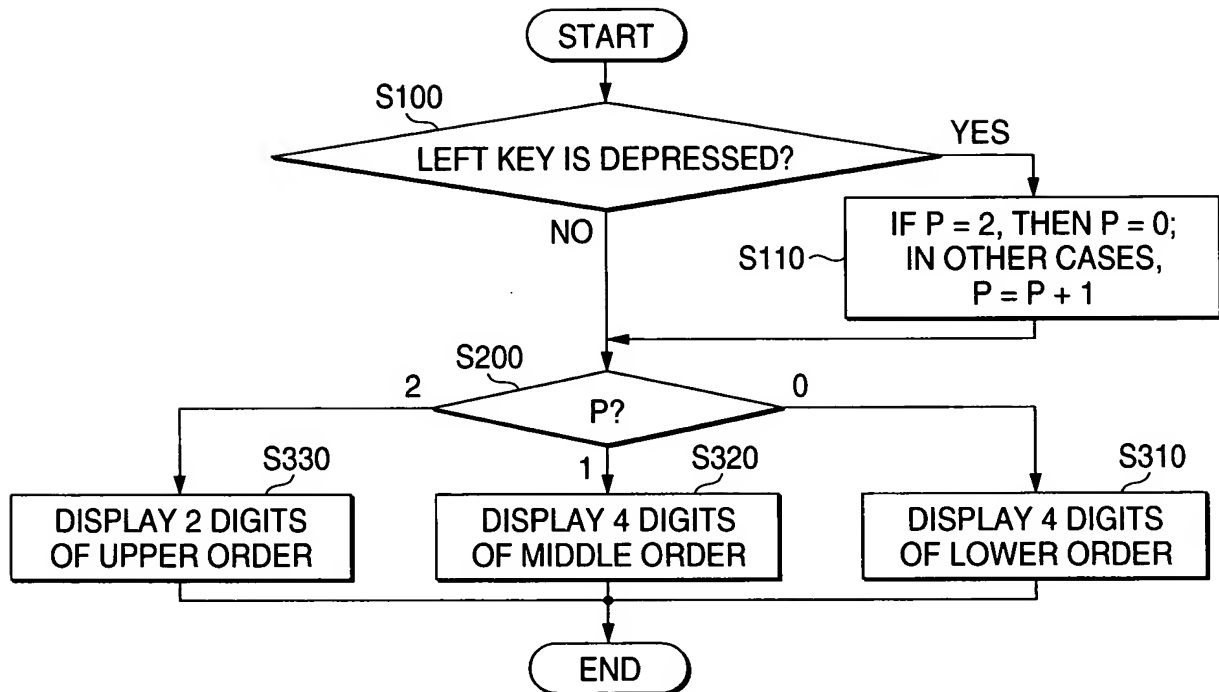 START
S100
LEFT KEY IS DEPRESSED?
YES
NO
S110
IF P = 2, THEN P = 0;
IN OTHER CASES,
P = P + 1
S200
2
P?
0
1
S330
DISPLAY 2 DIGITS
OF UPPER ORDER
S320
DISPLAY 4 DIGITS
OF MIDDLE ORDER
S310
DISPLAY 4 DIGITS
OF LOWER ORDER
END